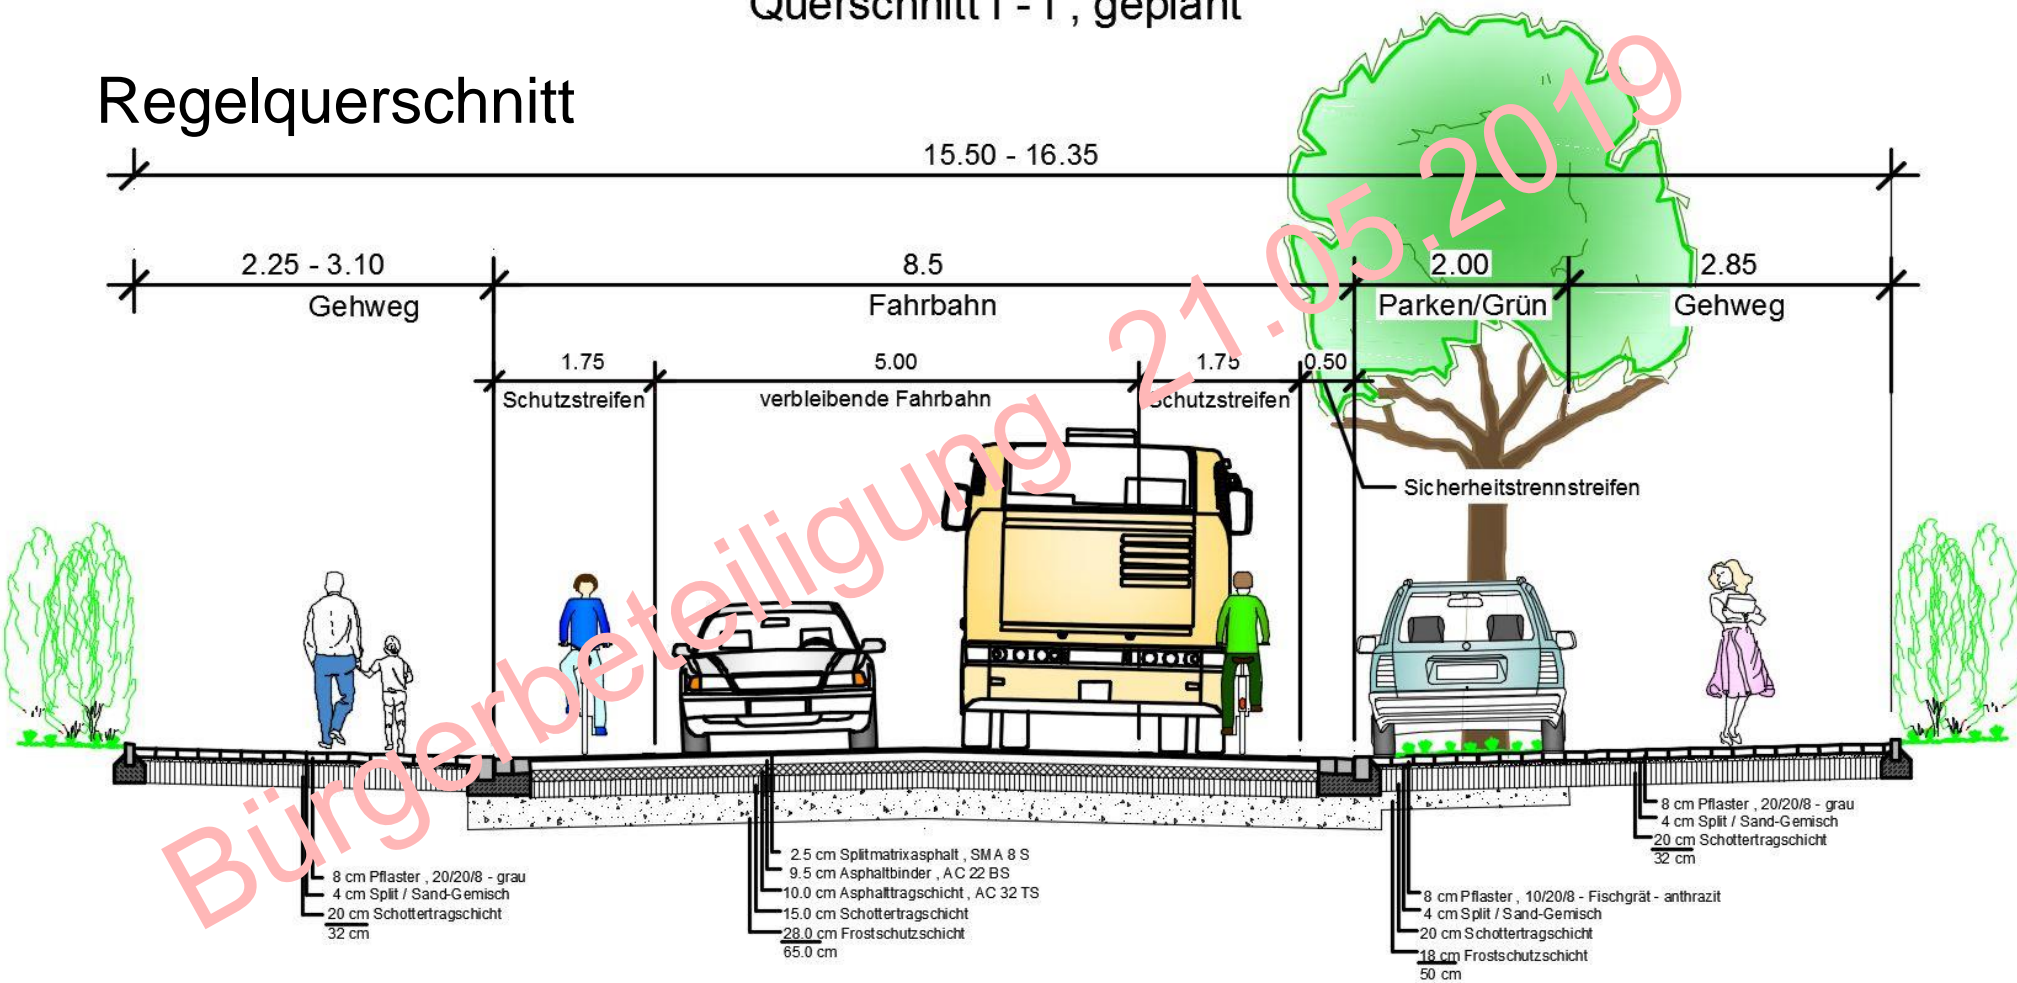 Querschnitt I - I , geplant
Regelquerschnitt
15.50 - 16.35
2.25 - 3.10
8.5
2.00
2.85
Gehweg
Fahrbahn
Parken/Grün
Gehweg
1.75
5.00
1.75
0.50
Schutzstreifen
verbleibende Fahrbahn
Schutzstreifen
Sicherheitstrennstreifen
Bürgerbeteiligung 21.05.2019
8 cm Pflaster , 20/20/8 - grau
4 cm Split / Sand-Gemisch
20 cm Schottertragschicht
32 cm
2.5 cm Splitmatrixasphalt , SMA 8 S
9.5 cm Asphaltbinder , AC 22 BS
10.0 cm Asphalttragschicht , AC 32 TS
15.0 cm Schottertragschicht
28.0 cm Frostschutzschicht
65.0 cm
8 cm Pflaster , 10/20/8 - Fischgrät - anthrazit
4 cm Split / Sand-Gemisch
20 cm Schottertragschicht
18 cm Frostschutzschicht
50 cm
8 cm Pflaster , 20/20/8 - grau
4 cm Split / Sand-Gemisch
20 cm Schottertragschicht
32 cm